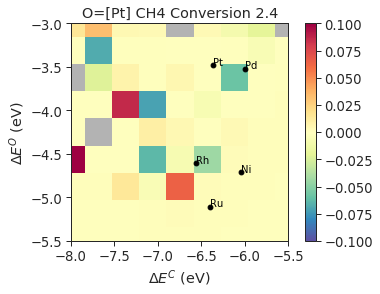 O=[Pt] CH4 Conversion 2.4
ΔE^O (eV)
−3.0
−3.5
−4.0
−4.5
−5.0
−5.5
Pt
Pd
Rh
Ni
Ru
−8.0 −7.5 −7.0 −6.5 −6.0 −5.5
ΔE^C (eV)
0.100
0.075
0.050
0.025
0.000
−0.025
−0.050
−0.075
−0.100